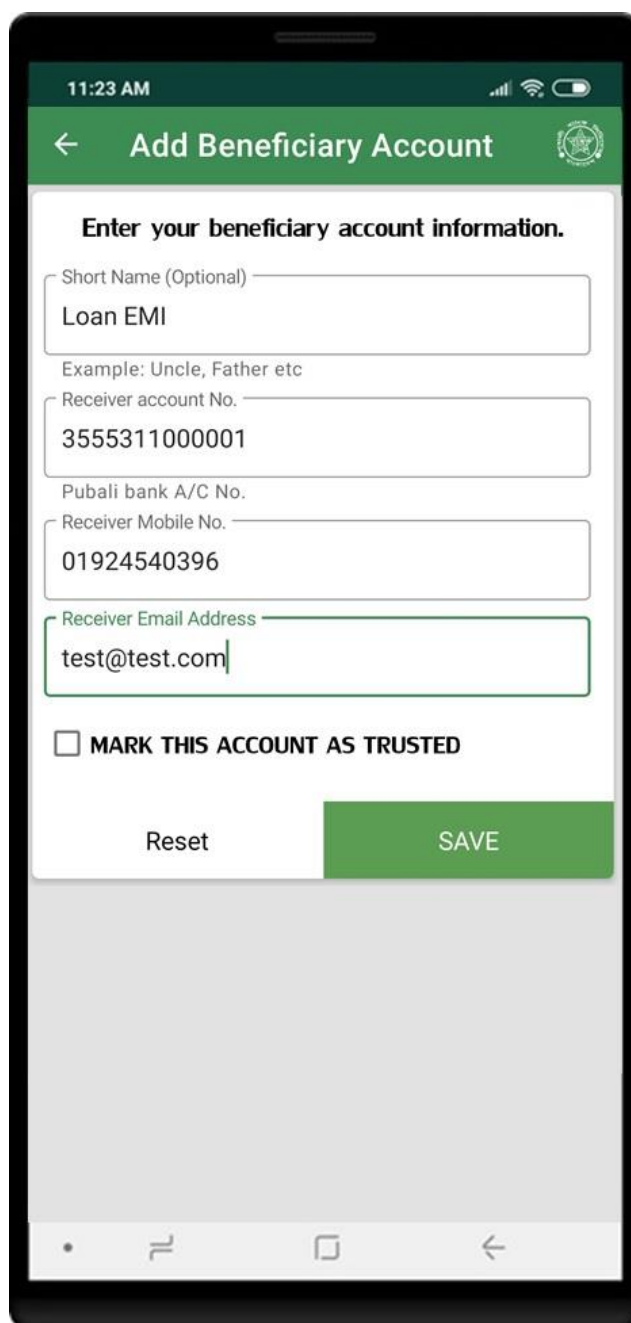 11:23 AM
Add Beneficiary Account
Enter your beneficiary account information.
Short Name (Optional)
Loan EMI
Example: Uncle, Father etc
Receiver account No.
3555311000001
Pubali bank A/C No.
Receiver Mobile No.
01924540396
Receiver Email Address
test@test.com
MARK THIS ACCOUNT AS TRUSTED
Reset SAVE